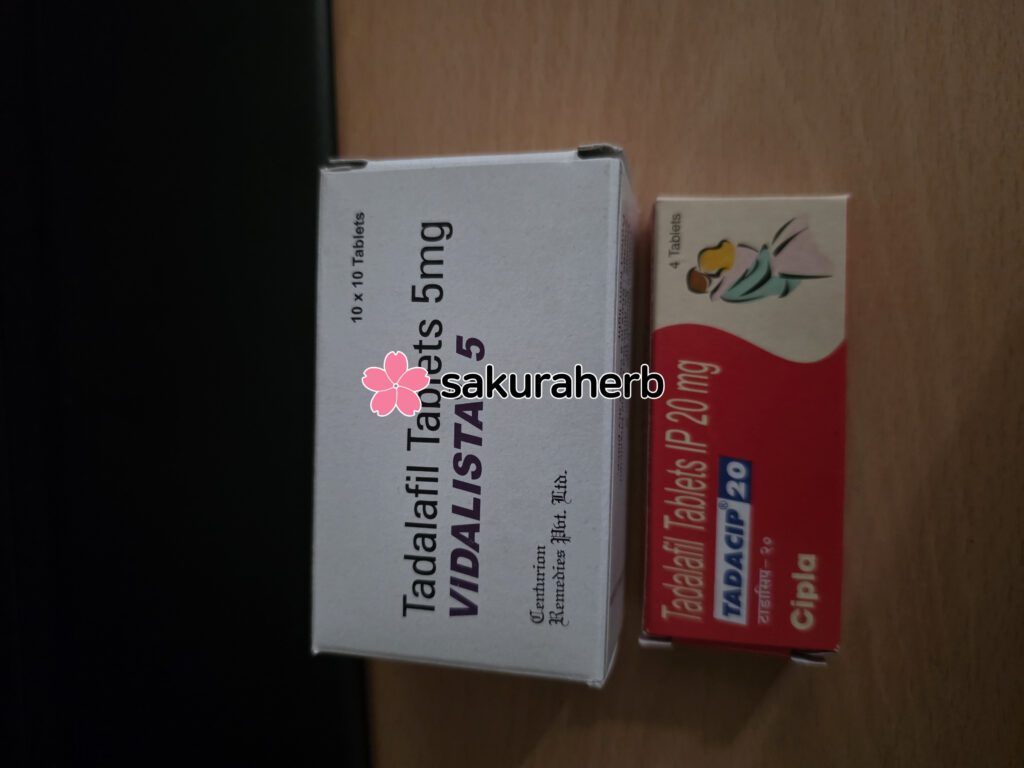 10 x 10 Tablets
Tadalafil Tablets 5mg
VIDALISTA 5
Centurion
Remedies Pvt. Ltd.
sakuraherb
4 Tablets
Tadalafil Tablets IP 20 mg
TADACIP® 20
टाडासिप - २०
Cipla